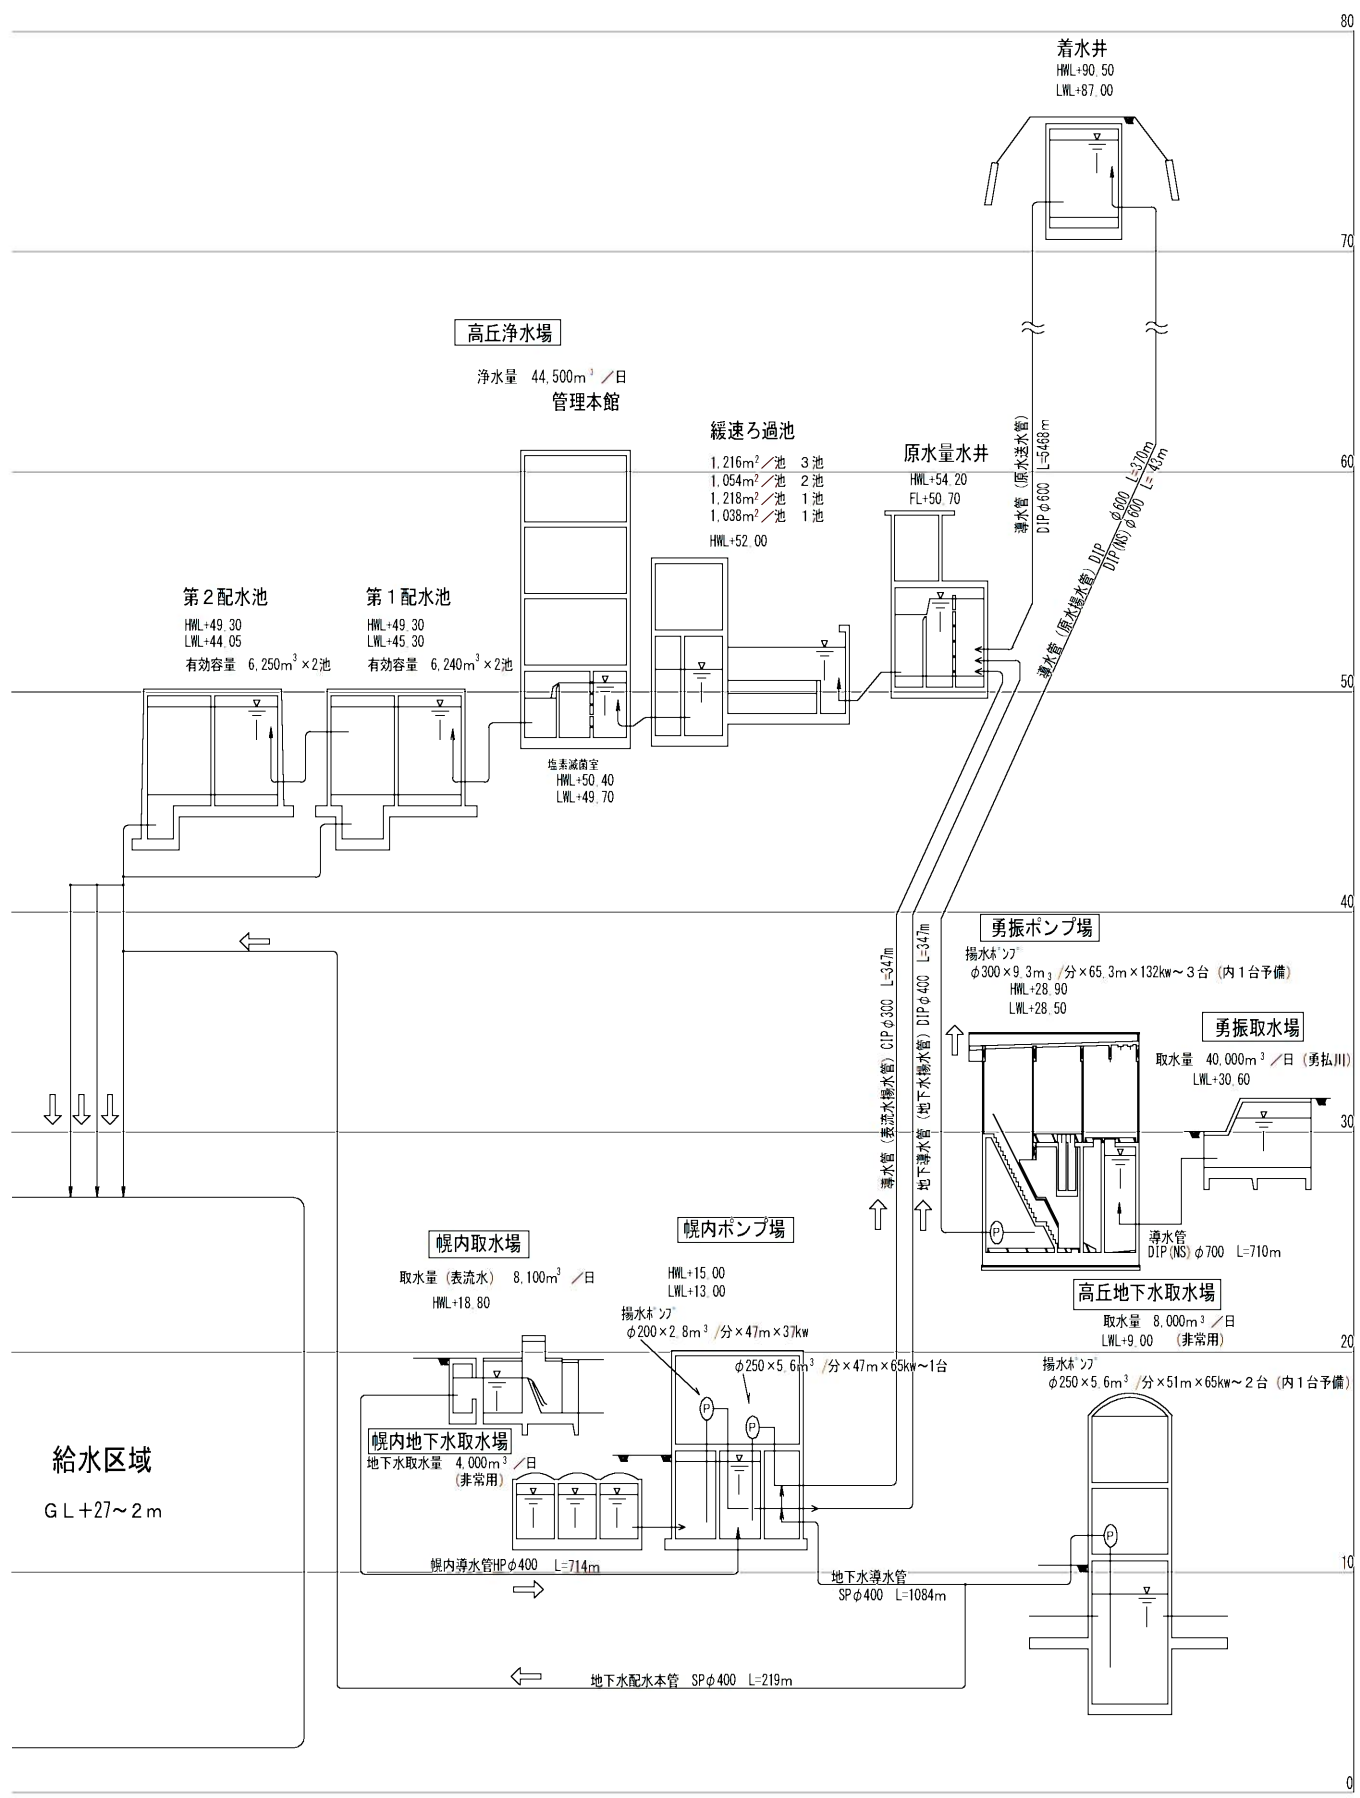 80
着水井
HWL+90.50
LWL+87.00
70
高丘浄水場
浄水量 44,500m³／日
管理本館
緩速ろ過池
1,216m²／池 3池
1,054m²／池 2池
1,218m²／池 1池
1,038m²／池 1池
HWL+52.00
原水量水井
HWL+54.20
FL+50.70
60
導水管（原水送水管）
DIPφ600 L=5468m
導水管（原水揚水管）DIP φ600 L=370m
DIP(NS)φ600 L= 43m
第２配水池
HWL+49.30
LWL+44.05
有効容量 6,250m³×2池
第１配水池
HWL+49.30
LWL+45.30
有効容量 6,240m³×2池
50
塩素滅菌室
HWL+50.40
LWL+49.70
40
導水管（表流水揚水管）CIPφ300 L=347m
地下導水管（地下水揚水管）DIPφ400 L=347m
勇振ポンプ場
揚水ﾎﾟﾝﾌﾟ
φ300×9.3m₃/分×65.3m×132kw～３台（内１台予備）
HWL+28.90
LWL+28.50
勇振取水場
取水量 40,000m³／日（勇払川）
LWL+30.60
30
P
導水管
DIP(NS)φ700 L=710m
幌内取水場
取水量（表流水） 8,100m³／日
HWL+18.80
幌内ポンプ場
HWL+15.00
LWL+13.00
揚水ﾎﾟﾝﾌﾟ
φ200×2.8m³/分×47m×37kw
φ250×5.6m³/分×47m×65kw～1台
P
P
高丘地下水取水場
取水量 8,000m³／日
LWL+9.00 （非常用）
20
揚水ﾎﾟﾝﾌﾟ
φ250×5.6m³/分×51m×65kw～２台（内１台予備）
幌内地下水取水場
地下水取水量 4,000m³／日
（非常用）
給水区域
ＧＬ＋27～２ｍ
P
10
幌内導水管HPφ400 L=714m
地下水導水管
SPφ400 L=1084m
地下水配水本管 SPφ400 L=219m
0